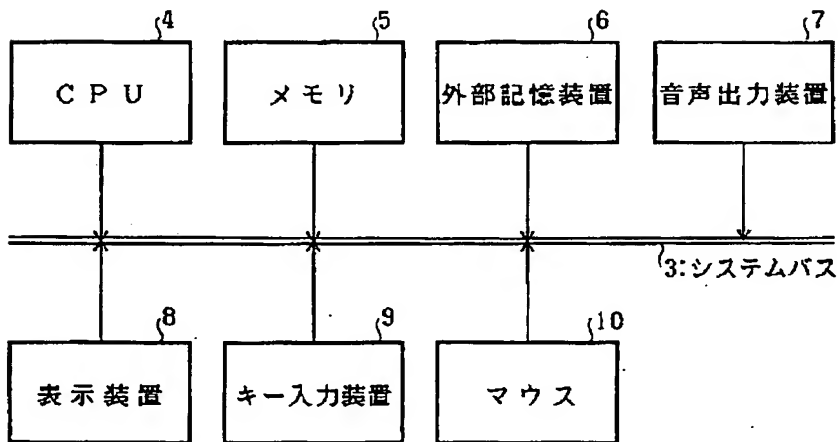 4
5
6
7
CPU
メモリ
外部記憶装置
音声出力装置
3:システムバス
8
9
10
表示装置
キー入力装置
マウス